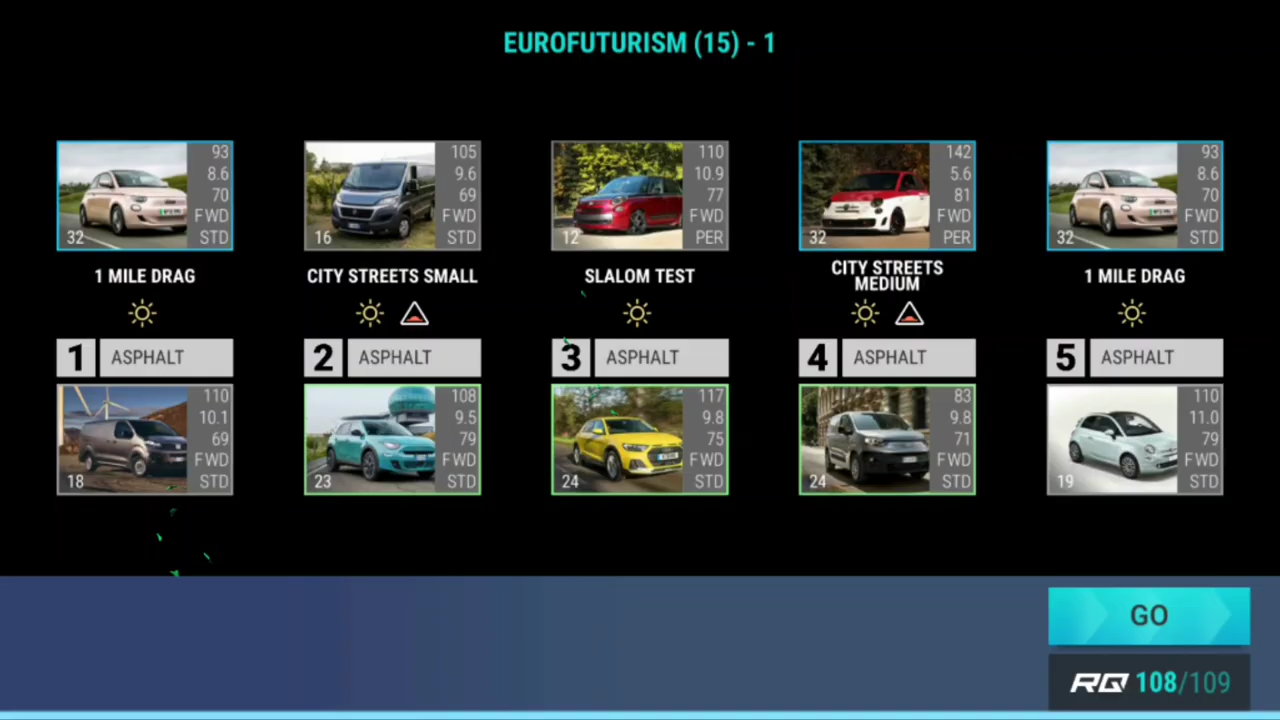 EUROFUTURISM (15) - 1
93
8.6
70
FWD
STD
32
105
9.6
69
FWD
STD
16
110
10.9
77
FWD
PER
12
142
5.6
81
FWD
PER
32
93
8.6
70
FWD
STD
32
1 MILE DRAG
CITY STREETS SMALL
SLALOM TEST
CITY STREETS
MEDIUM
1 MILE DRAG
1 ASPHALT
2 ASPHALT
3 ASPHALT
4 ASPHALT
5 ASPHALT
110
10.1
69
FWD
STD
18
108
9.5
79
FWD
STD
23
117
9.8
75
FWD
STD
24
83
9.8
71
FWD
STD
24
110
11.0
79
FWD
STD
19
GO
RQ 108/109